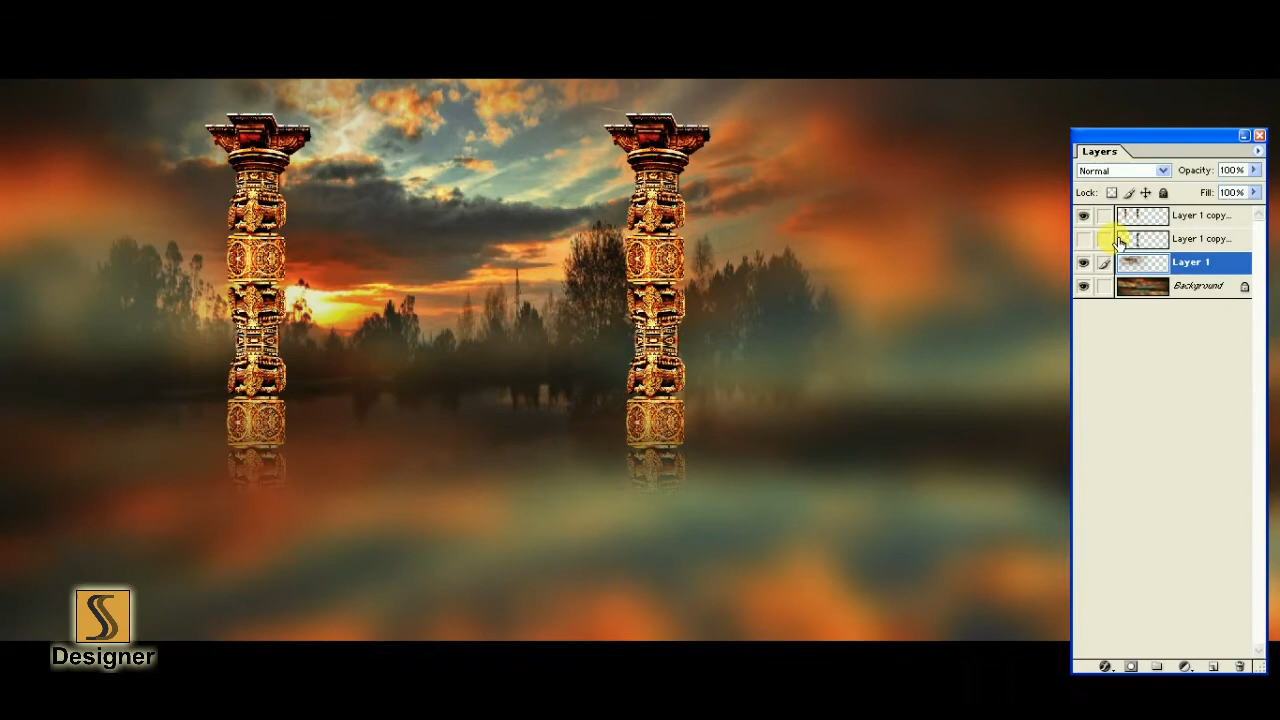 Layers
Normal
Opacity: 100%
Lock:
Fill: 100%
Layer 1 copy...
Layer 1 copy...
Layer 1
Background
S
Designer